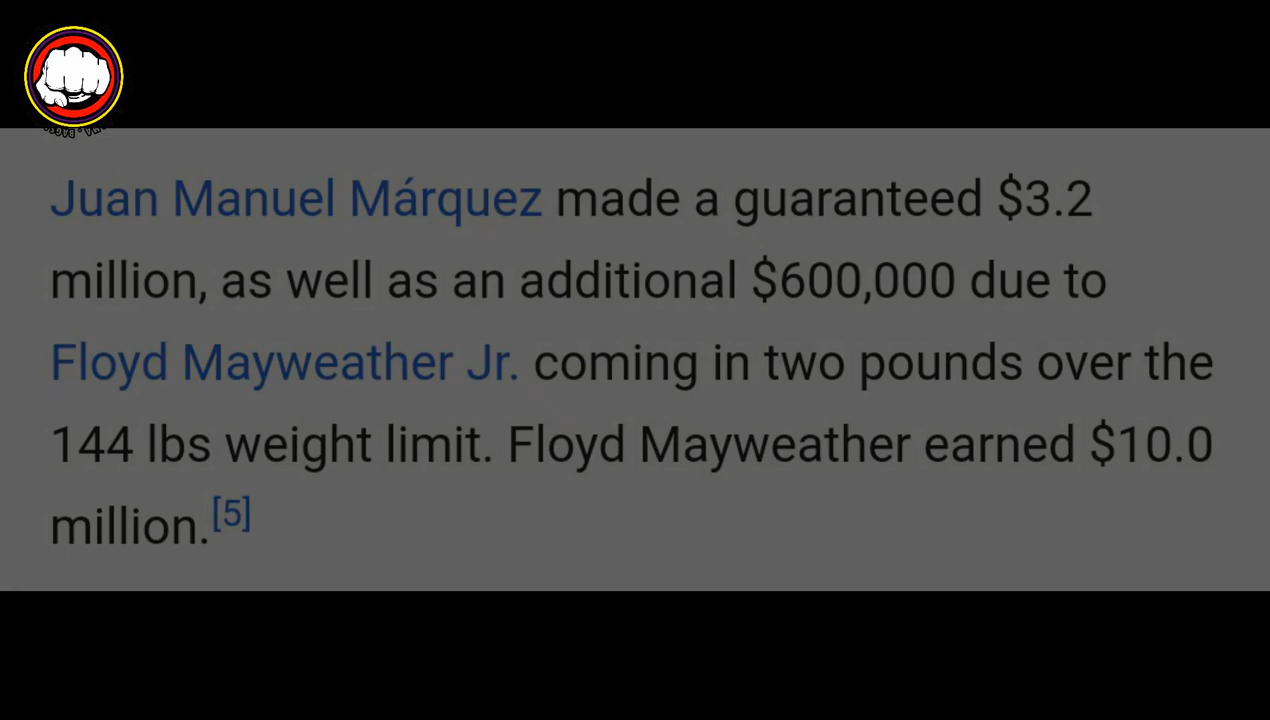 Juan Manuel Márquez made a guaranteed $3.2
million, as well as an additional $600,000 due to
Floyd Mayweather Jr. coming in two pounds over the
144 lbs weight limit. Floyd Mayweather earned $10.0
million.[5]